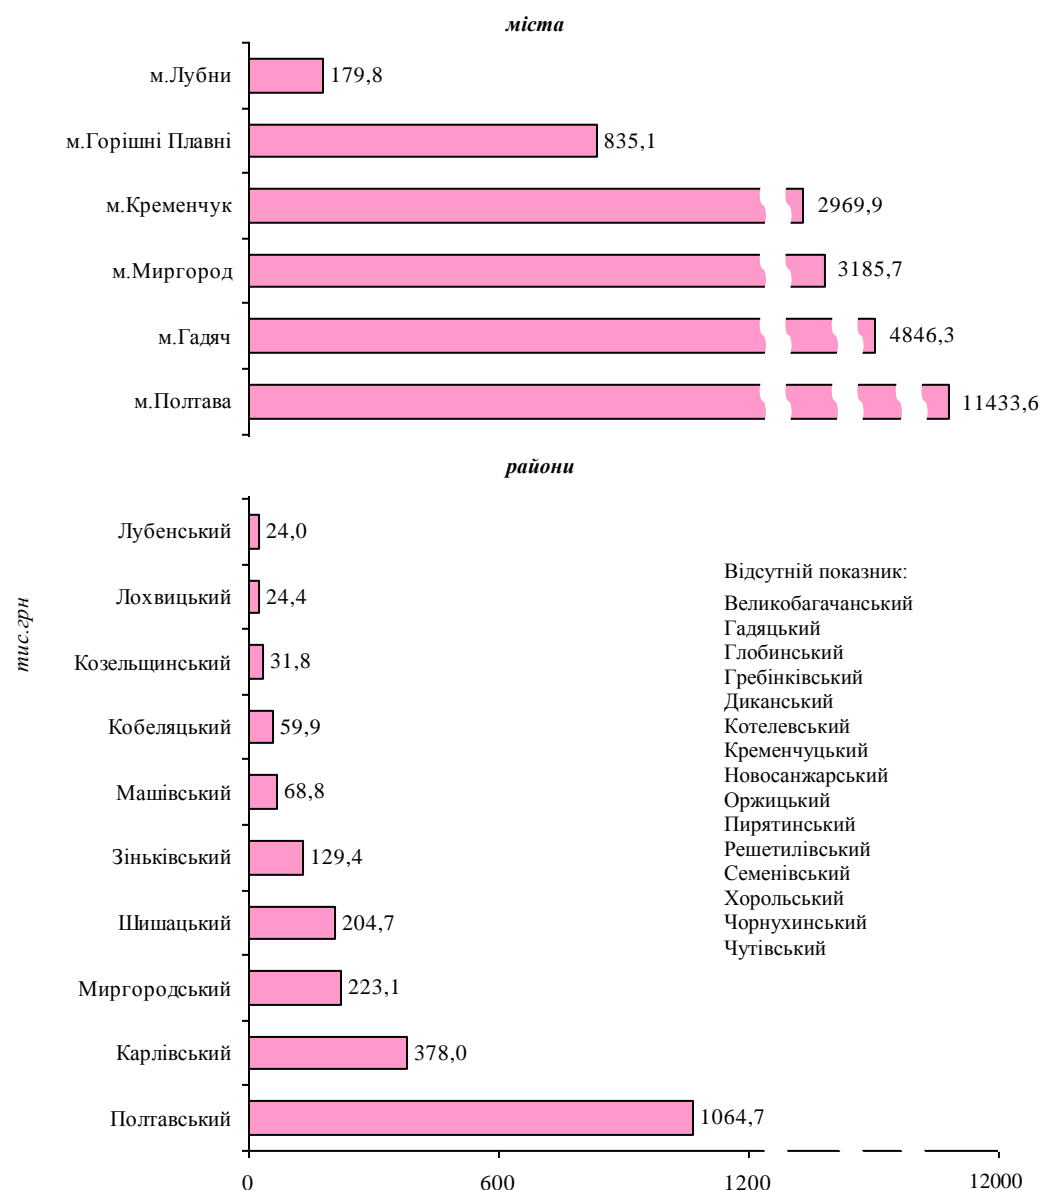 міста
м.Лубни 179,8
м.Горішні Плавні 835,1
м.Кременчук 2969,9
м.Миргород 3185,7
м.Гадяч 4846,3
м.Полтава 11433,6
райони
тис.грн
Лубенський 24,0
Лохвицький 24,4
Козельщинський 31,8
Кобеляцький 59,9
Машівський 68,8
Зіньківський 129,4
Шишацький 204,7
Миргородський 223,1
Карлівський 378,0
Полтавський 1064,7
0 600 1200 12000
Відсутній показник:
Великобагачанський
Гадяцький
Глобинський
Гребінківський
Диканський
Котелевський
Кременчуцький
Новосанжарський
Оржицький
Пирятинський
Решетилівський
Семенівський
Хорольський
Чорнухинський
Чутівський